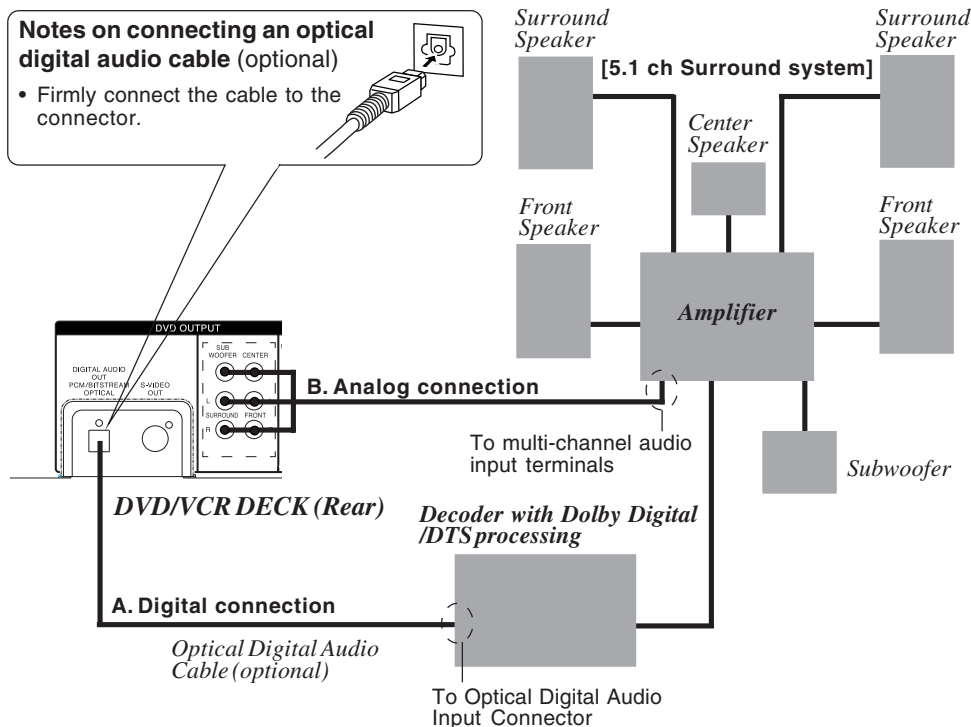 Notes on connecting an optical
digital audio cable (optional)
• Firmly connect the cable to the
connector.
Surround
Speaker
Surround
Speaker
[5.1 ch Surround system]
Center
Speaker
Front
Speaker
Front
Speaker
Amplifier
DVD OUTPUT
SUB
WOOFER CENTER
DIGITAL AUDIO
OUT
PCM/BITSTREAM
OPTICAL
S-VIDEO
OUT
L
SURROUND FRONT
R
B. Analog connection
To multi-channel audio
input terminals
Subwoofer
DVD/VCR DECK (Rear)
Decoder with Dolby Digital
/DTS processing
A. Digital connection
Optical Digital Audio
Cable (optional)
To Optical Digital Audio
Input Connector